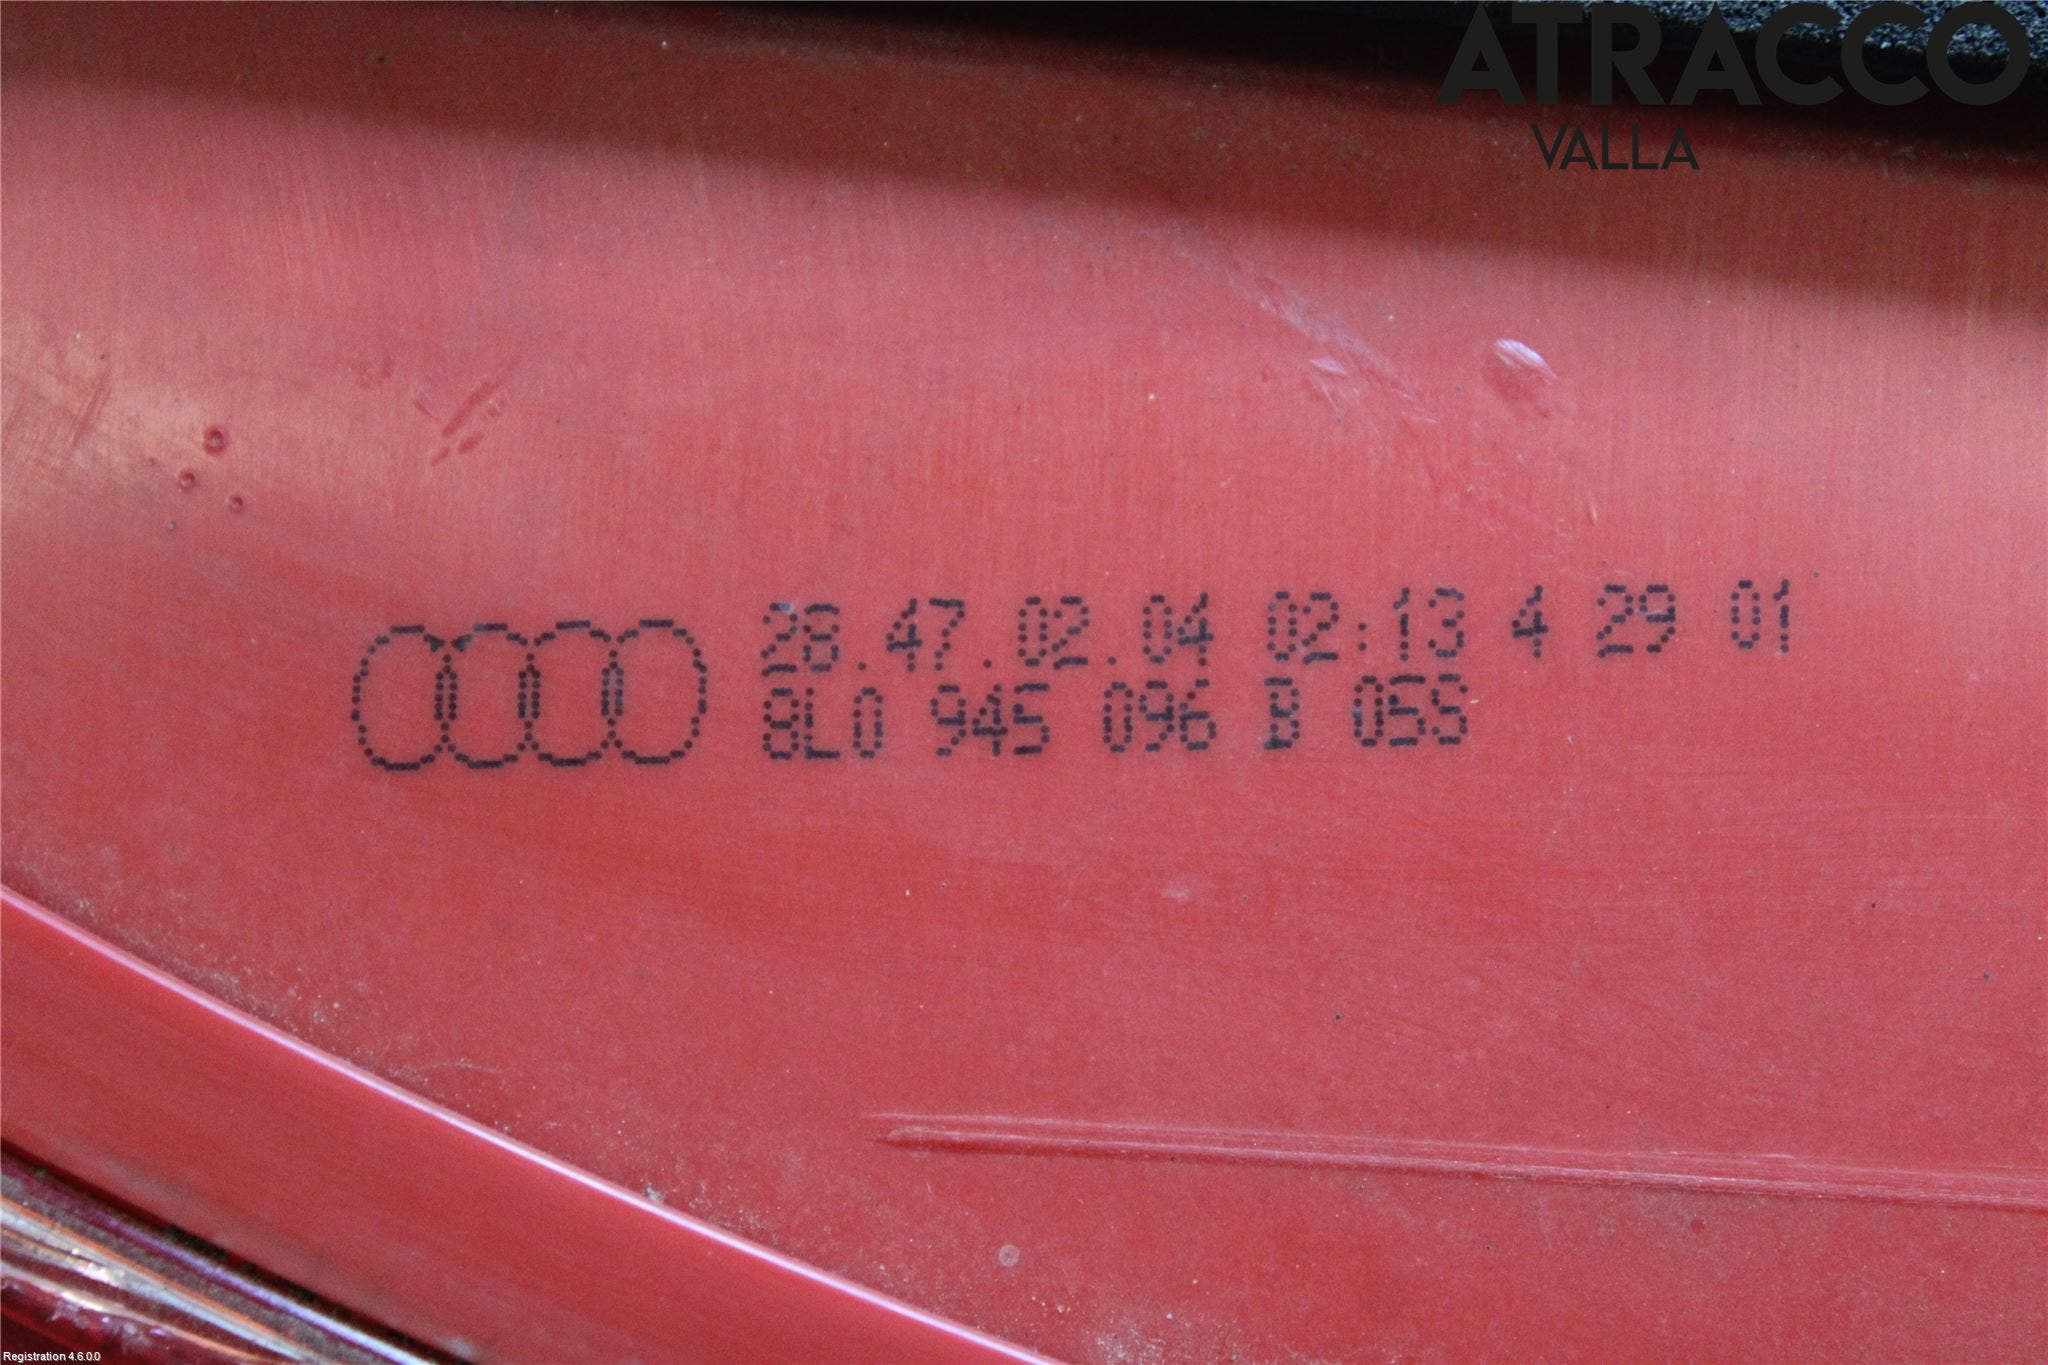 ATRACCO
VALLA
28.47.02.04 02:13 4 29 01
8L0 945 096 B 05S
Registration 4.6.0.0